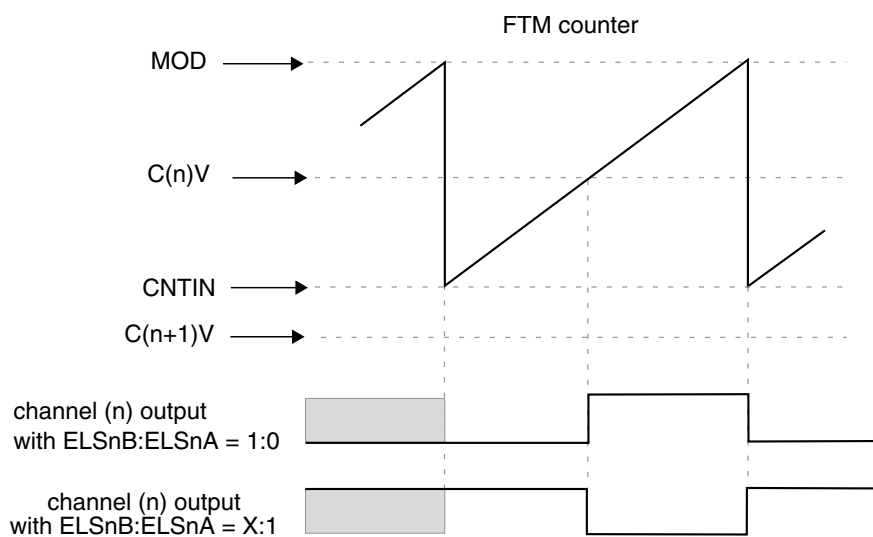 FTM counter
MOD
C(n)V
CNTIN
C(n+1)V
channel (n) output
with ELSnB:ELSnA = 1:0
channel (n) output
with ELSnB:ELSnA = X:1